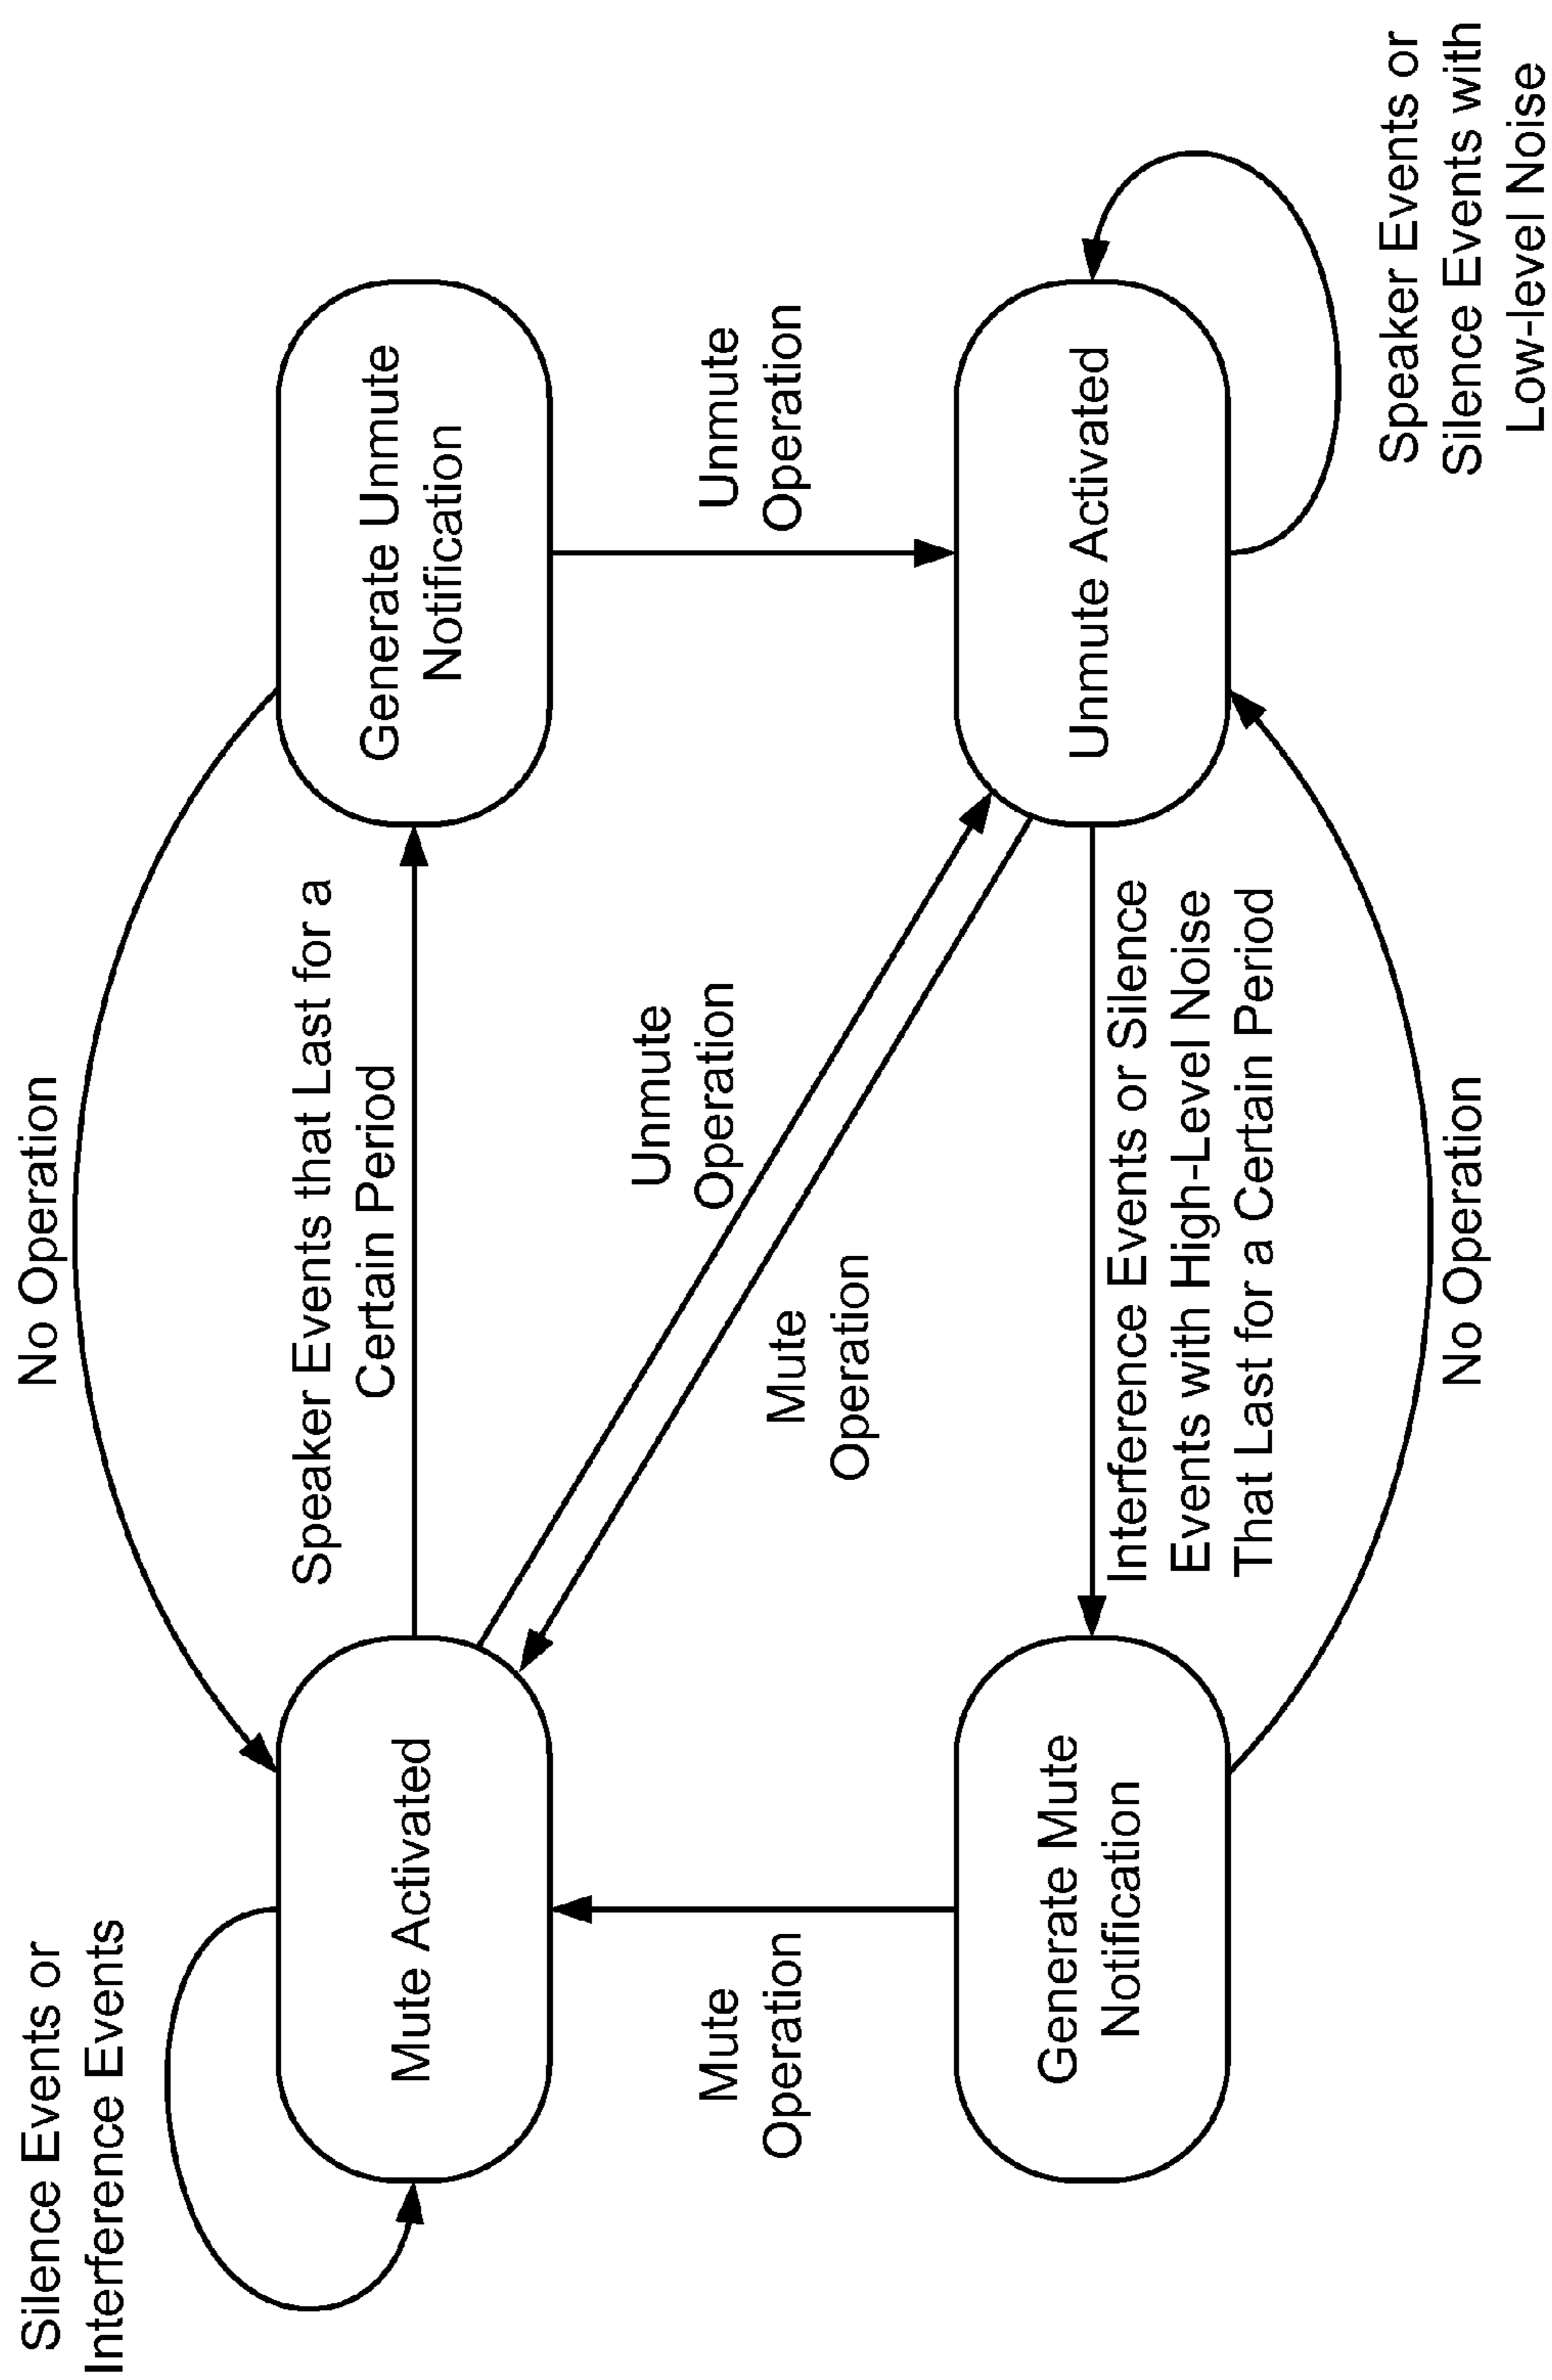 Silence Events or
Interference Events
No Operation
Mute Activated
Speaker Events that Last for a
Certain Period
Generate Unmute
Notification
Mute
Operation
Unmute
Operation
Mute
Operation
Unmute
Operation
Generate Mute
Notification
Interference Events or Silence
Events with High-Level Noise
That Last for a Certain Period
Unmute Activated
No Operation
Speaker Events or
Silence Events with
Low-level Noise